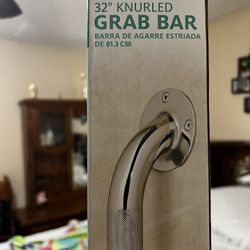 32" KNURLED
GRAB BAR
BARRA DE AGARRE ESTRIADA
DE 81.3 CM